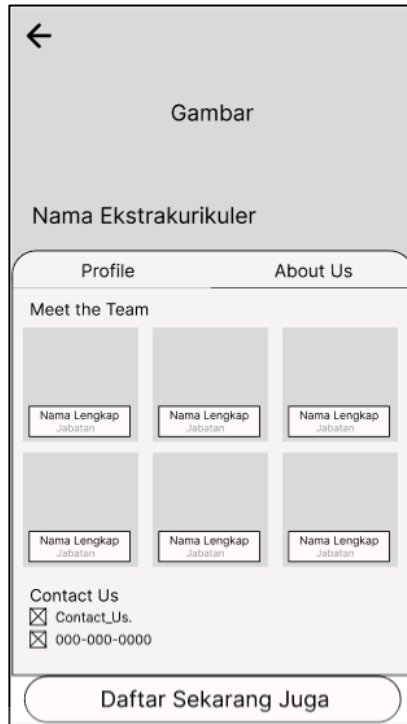 Gambar
Nama Ekstrakurikuler
Profile About Us
Meet the Team
Nama Lengkap Nama Lengkap Nama Lengkap
Jabatan Jabatan Jabatan
Nama Lengkap Nama Lengkap Nama Lengkap
Jabatan Jabatan Jabatan
Contact Us
Contact_Us.
000-000-0000
Daftar Sekarang Juga